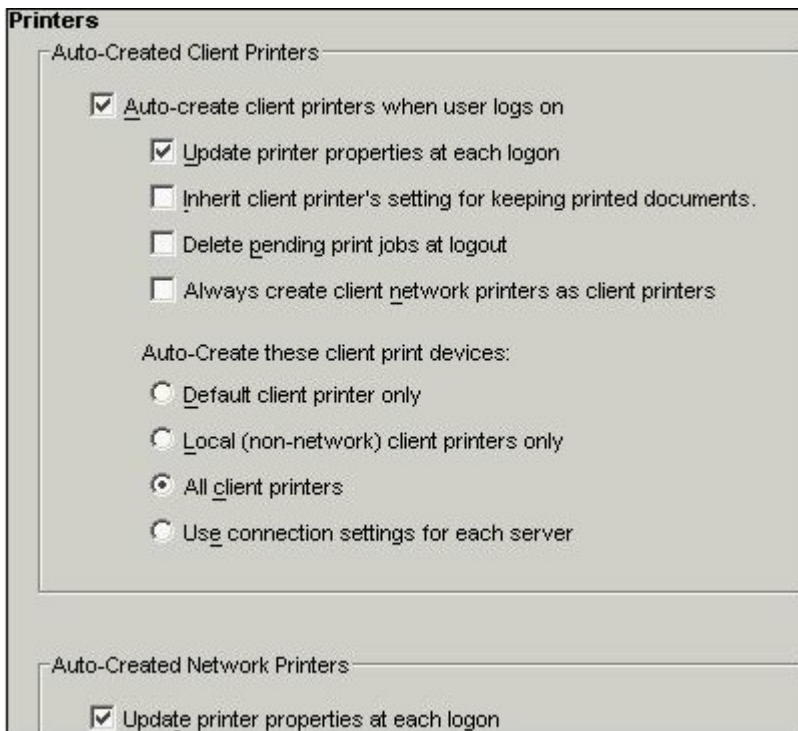 Printers
Auto-Created Client Printers
Auto-create client printers when user logs on
Update printer properties at each logon
Inherit client printer's setting for keeping printed documents.
Delete pending print jobs at logout
Always create client network printers as client printers
Auto-Create these client print devices:
Default client printer only
Local (non-network) client printers only
All client printers
Use connection settings for each server
Auto-Created Network Printers
Update printer properties at each logon